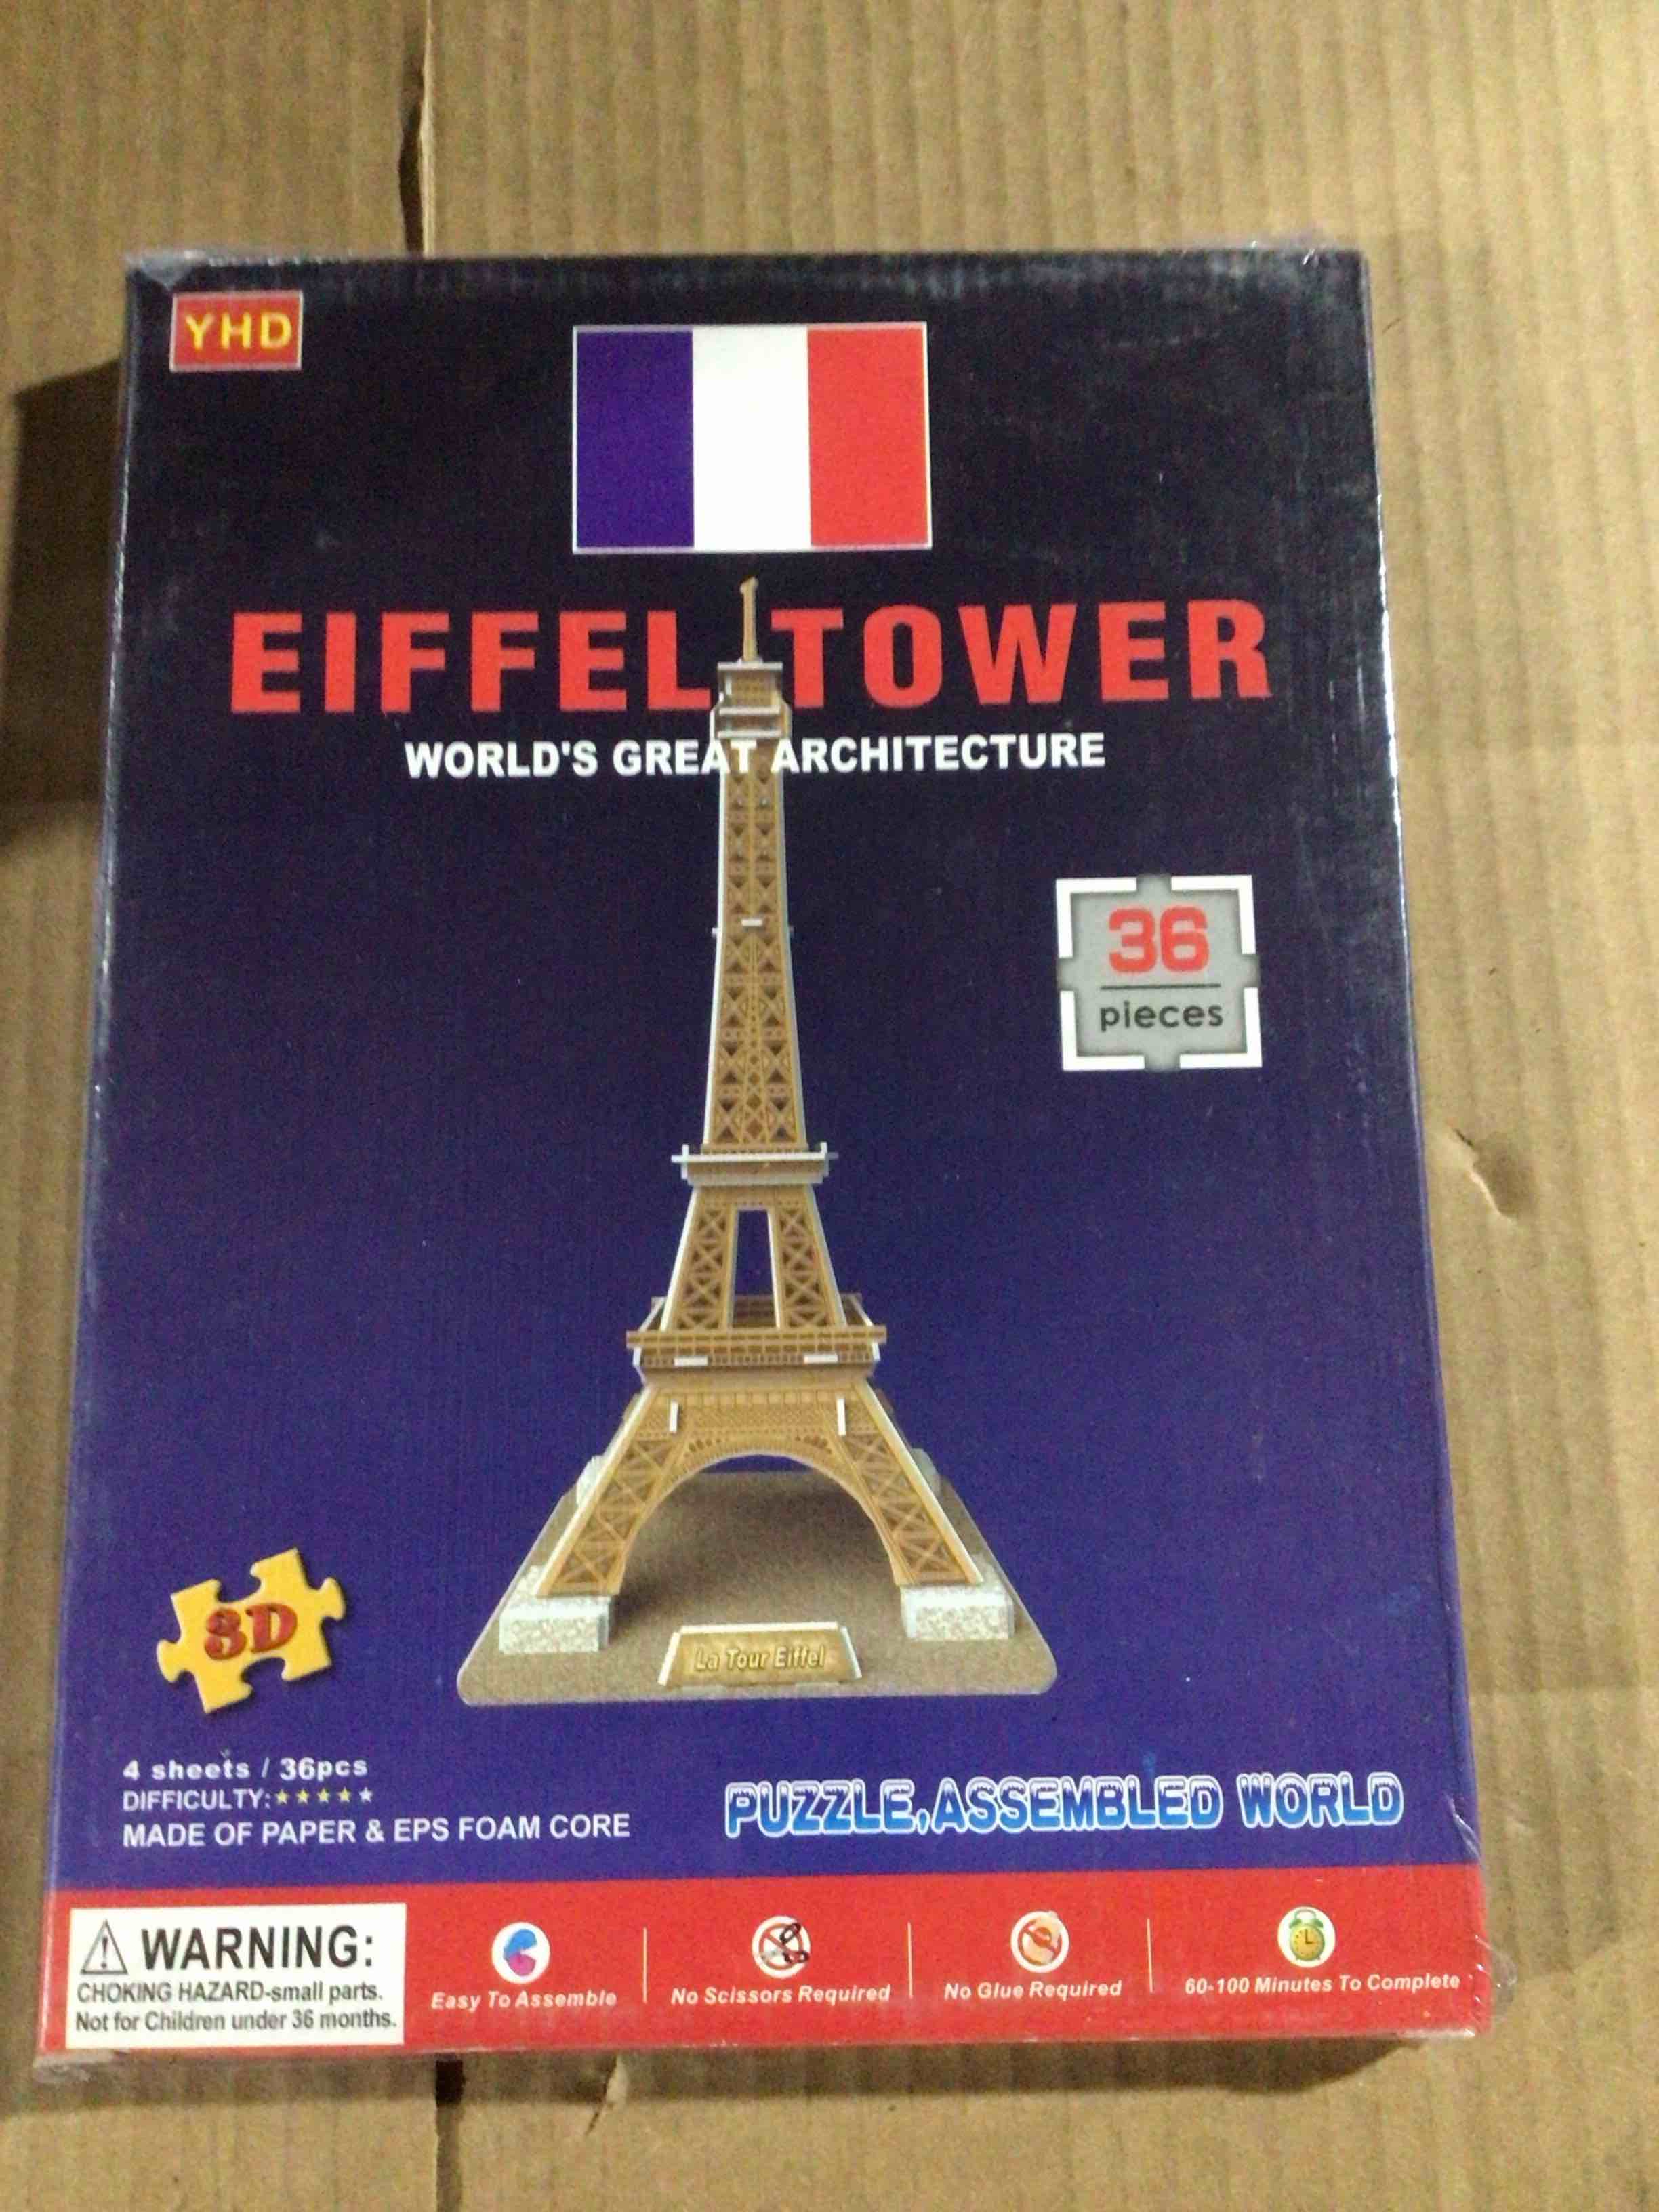 YHD
EIFFEL TOWER
WORLD'S GREAT ARCHITECTURE
36
pieces
3D
La Tour Eiffel
4 sheets / 36pcs
DIFFICULTY:★★★★★
MADE OF PAPER & EPS FOAM CORE
PUZZLE,ASSEMBLED WORLD
WARNING:
CHOKING HAZARD-small parts.
Not for Children under 36 months.
Easy To Assemble
No Scissors Required
No Glue Required
60-100 Minutes To Complete